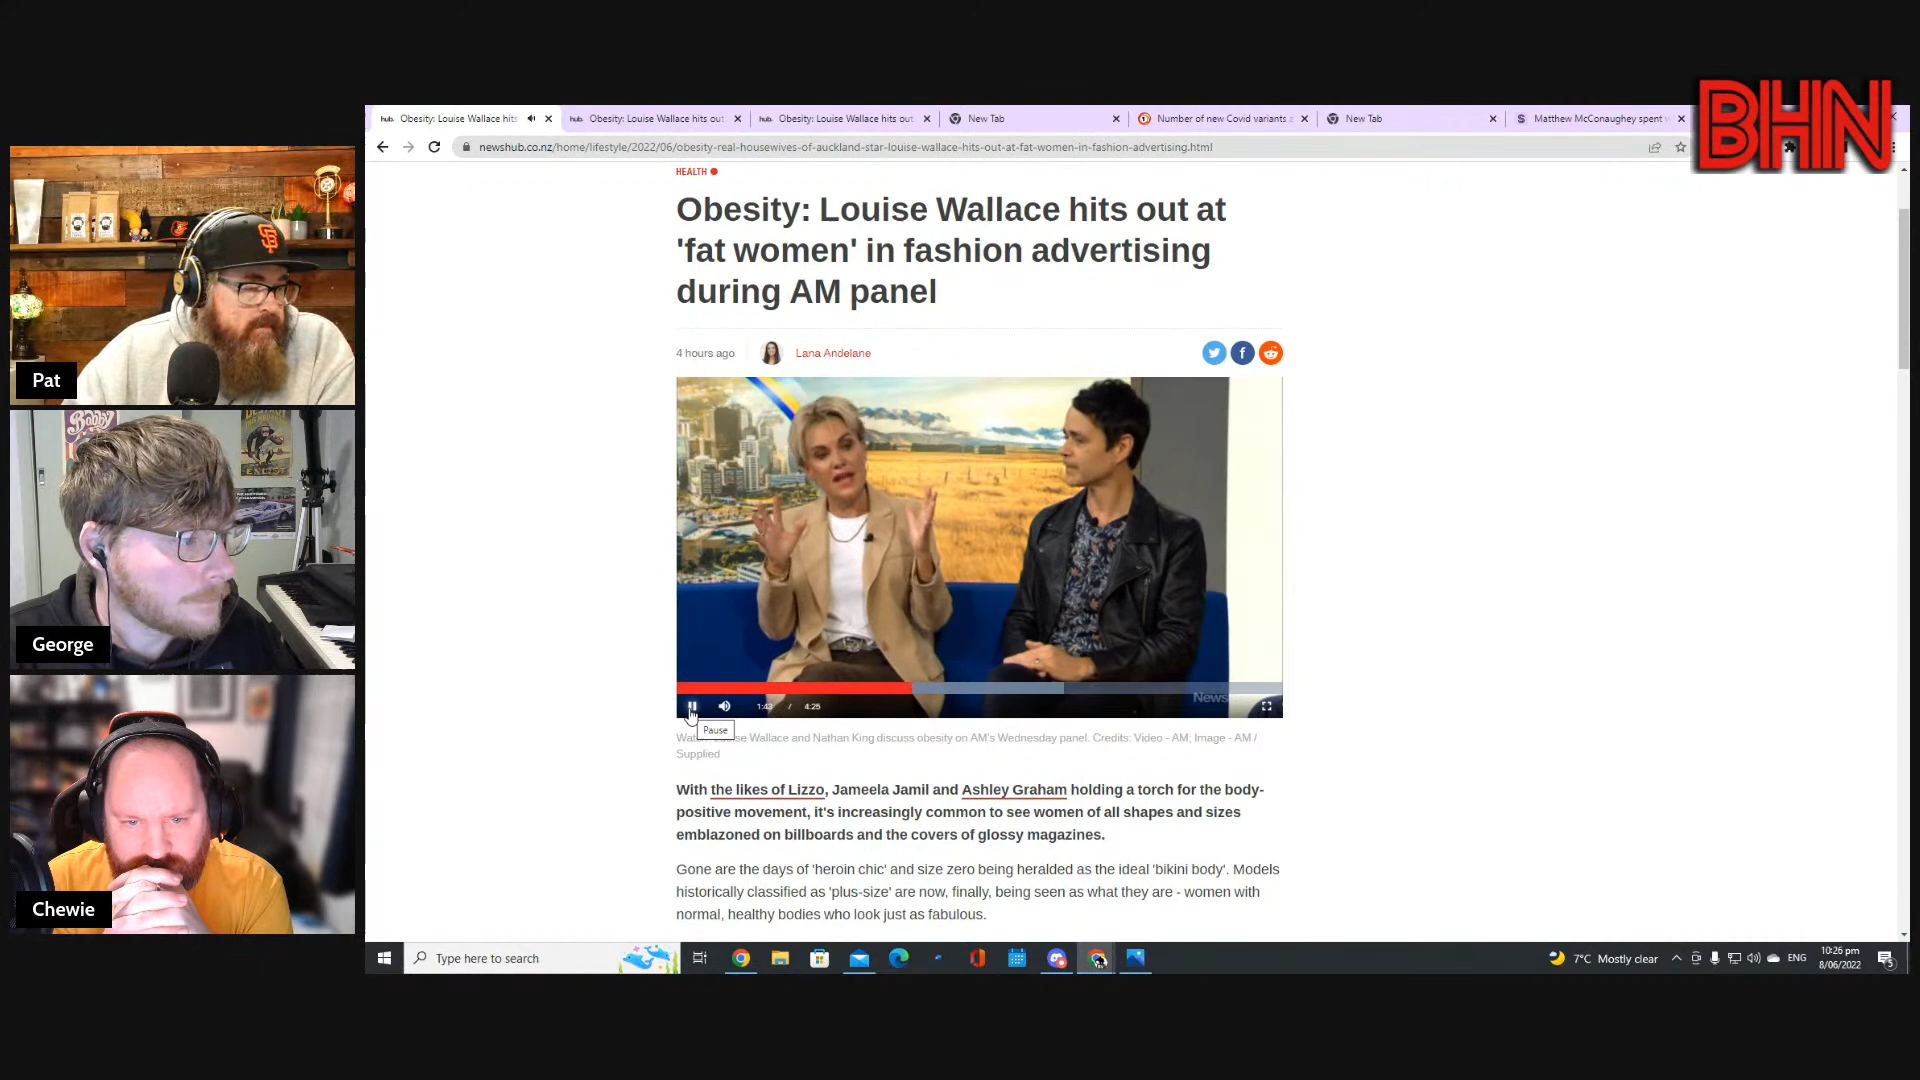 BHN
Obesity: Louise Wallace hits
Obesity: Louise Wallace hits out
Obesity: Louise Wallace hits out
New Tab
Number of new Covid variants
New Tab
Matthew McConaughey spent
newshub.co.nz/home/lifestyle/2022/06/obesity-real-housewives-of-auckland-star-louise-wallace-hits-out-at-fat-women-in-fashion-advertising.html
HEALTH
Obesity: Louise Wallace hits out at
'fat women' in fashion advertising
during AM panel
4 hours ago
Lana Andelane
1:43 / 4:25
Pause
Wallace and Nathan King discuss obesity on AM's Wednesday panel. Credits: Video - AM; Image - AM /
Supplied
With the likes of Lizzo, Jameela Jamil and Ashley Graham holding a torch for the body-
positive movement, it's increasingly common to see women of all shapes and sizes
emblazoned on billboards and the covers of glossy magazines.
Gone are the days of 'heroin chic' and size zero being heralded as the ideal 'bikini body'. Models
historically classified as 'plus-size' are now, finally, being seen as what they are - women with
normal, healthy bodies who look just as fabulous.
Pat
George
Chewie
Type here to search
7°C Mostly clear
ENG
10:26 pm
8/06/2022
5